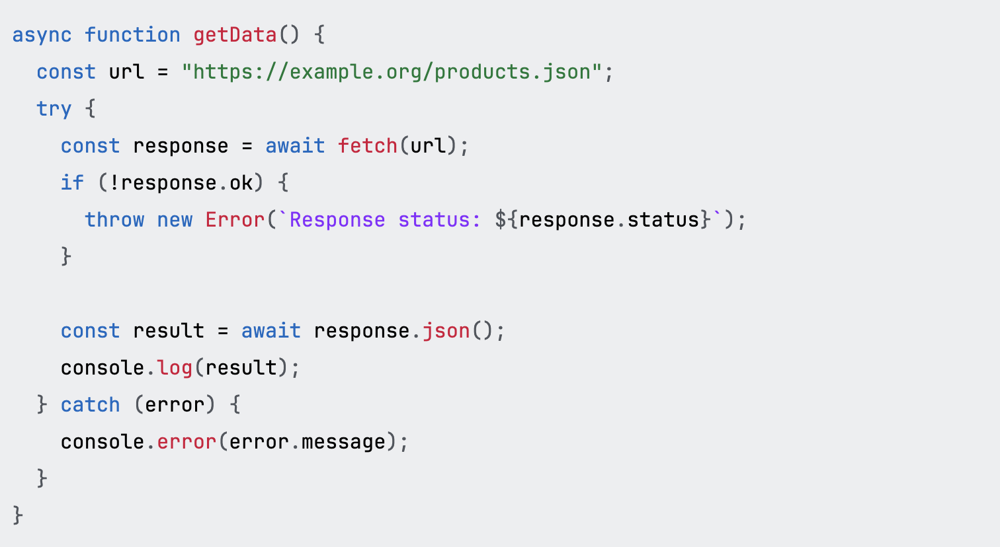 async function getData() {
  const url = "https://example.org/products.json";
  try {
    const response = await fetch(url);
    if (!response.ok) {
      throw new Error(`Response status: ${response.status}`);
    }

    const result = await response.json();
    console.log(result);
  } catch (error) {
    console.error(error.message);
  }
}